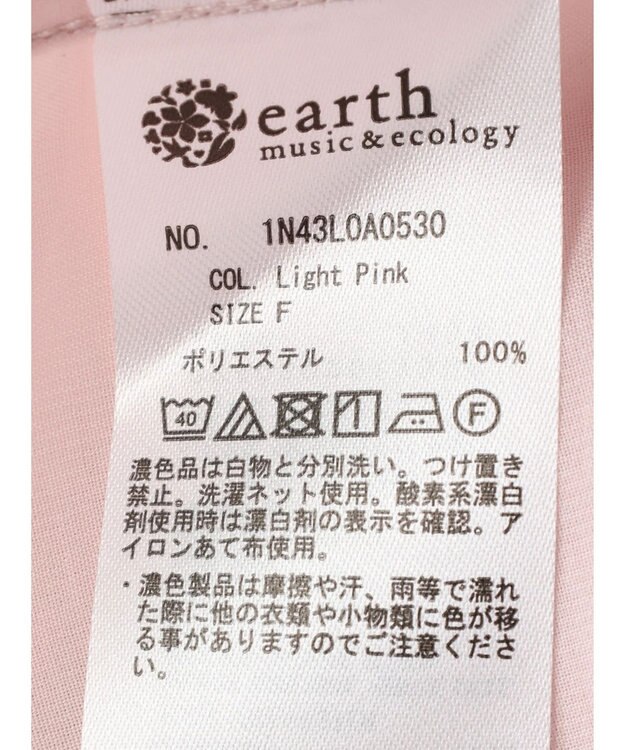 earth
music&ecology
NO. 1N43L0A0530
COL. Light Pink
SIZE F
ポリエステル 100%
40 F
濃色品は白物と分別洗い。つけ置き
禁止。洗濯ネット使用。酸素系漂白
剤使用時は漂白剤の表示を確認。ア
イロンあて布使用。
・濃色製品は摩擦や汗、雨等で濡れ
た際に他の衣類や小物類に色が移
る事がありますのでご注意くださ
い。